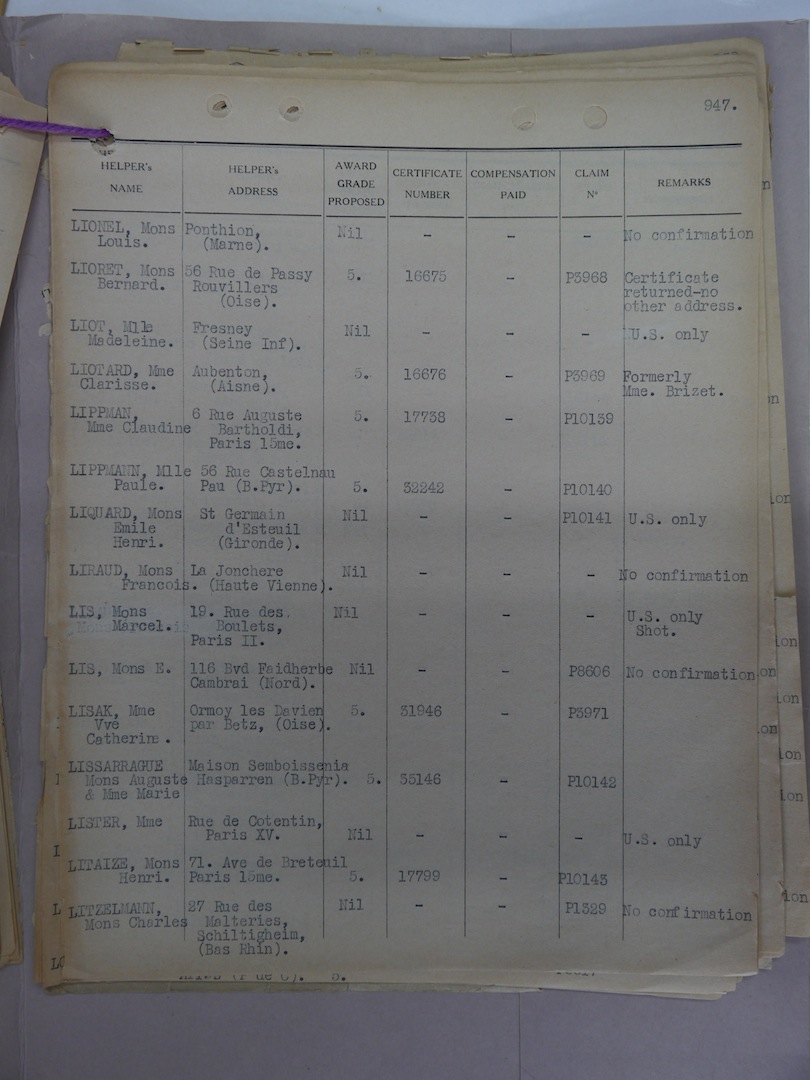 947.
HELPER's NAME HELPER's ADDRESS AWARD GRADE PROPOSED CERTIFICATE NUMBER COMPENSATION PAID CLAIM Nº REMARKS
LIONEL, Mons Ponthion, Nil - - - No confirmation
Louis. (Marne).
LIORET, Mons 56 Rue de Passy 5. 16675 - P3968 Certificate
Bernard. Rouvillers returned-no
(Oise). other address.
LIOT, Mlle Fresney Nil - - - U.S. only
Madeleine. (Seine Inf).
LIOTARD, Mme Aubenton, 5. 16676 - P3969 Formerly
Clarisse. (Aisne). Mme. Brizet.
LIPPMAN, 6 Rue Auguste 5. 17738 - P10139
Mme Claudine Bartholdi,
Paris 15me.
LIPPMANN, Mlle 56 Rue Castelnau
Paule. Pau (B.Pyr). 5. 32242 - P10140
LIQUARD, Mons St Germain Nil - - P10141 U.S. only
Emile d'Esteuil
Henri. (Gironde).
LIRAUD, Mons La Jonchere Nil - - - No confirmation
Francois. (Haute Vienne).
LIS, Mons 19. Rue des. Nil - - - U.S. only
Marcel. Boulets, Shot.
Paris II.
LIS, Mons E. 116 Bvd Faidherbe Nil - - P8606 No confirmation
Cambrai (Nord).
LISAK, Mme Ormoy les Davien 5. 31946 - P3971
Vve par Betz, (Oise).
Catherine.
LISSARRAGUE Maison Semboissenia
Mons Auguste Hasparren (B.Pyr). 5. 35146 - P10142
& Mme Marie
LISTER, Mme Rue de Cotentin,
Paris XV. Nil - - - U.S. only
LITAIZE, Mons 71. Ave de Breteuil
Henri. Paris 15me. 5. 17799 - P10143
LITZELMANN, 27 Rue des Nil - - P1329 No confirmation
Mons Charles Malteries,
Schiltigheim,
(Bas Rhin).